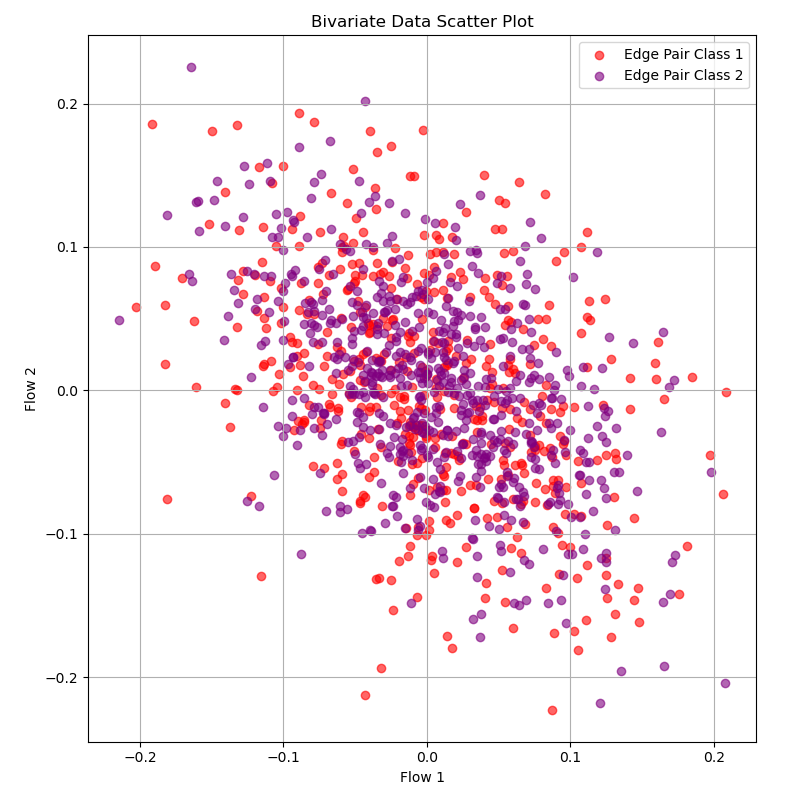 Bivariate Data Scatter Plot
Edge Pair Class 1
Edge Pair Class 2
0.2
0.1
0.0
−0.1
−0.2
Flow 2
−0.2 −0.1 0.0 0.1 0.2
Flow 1